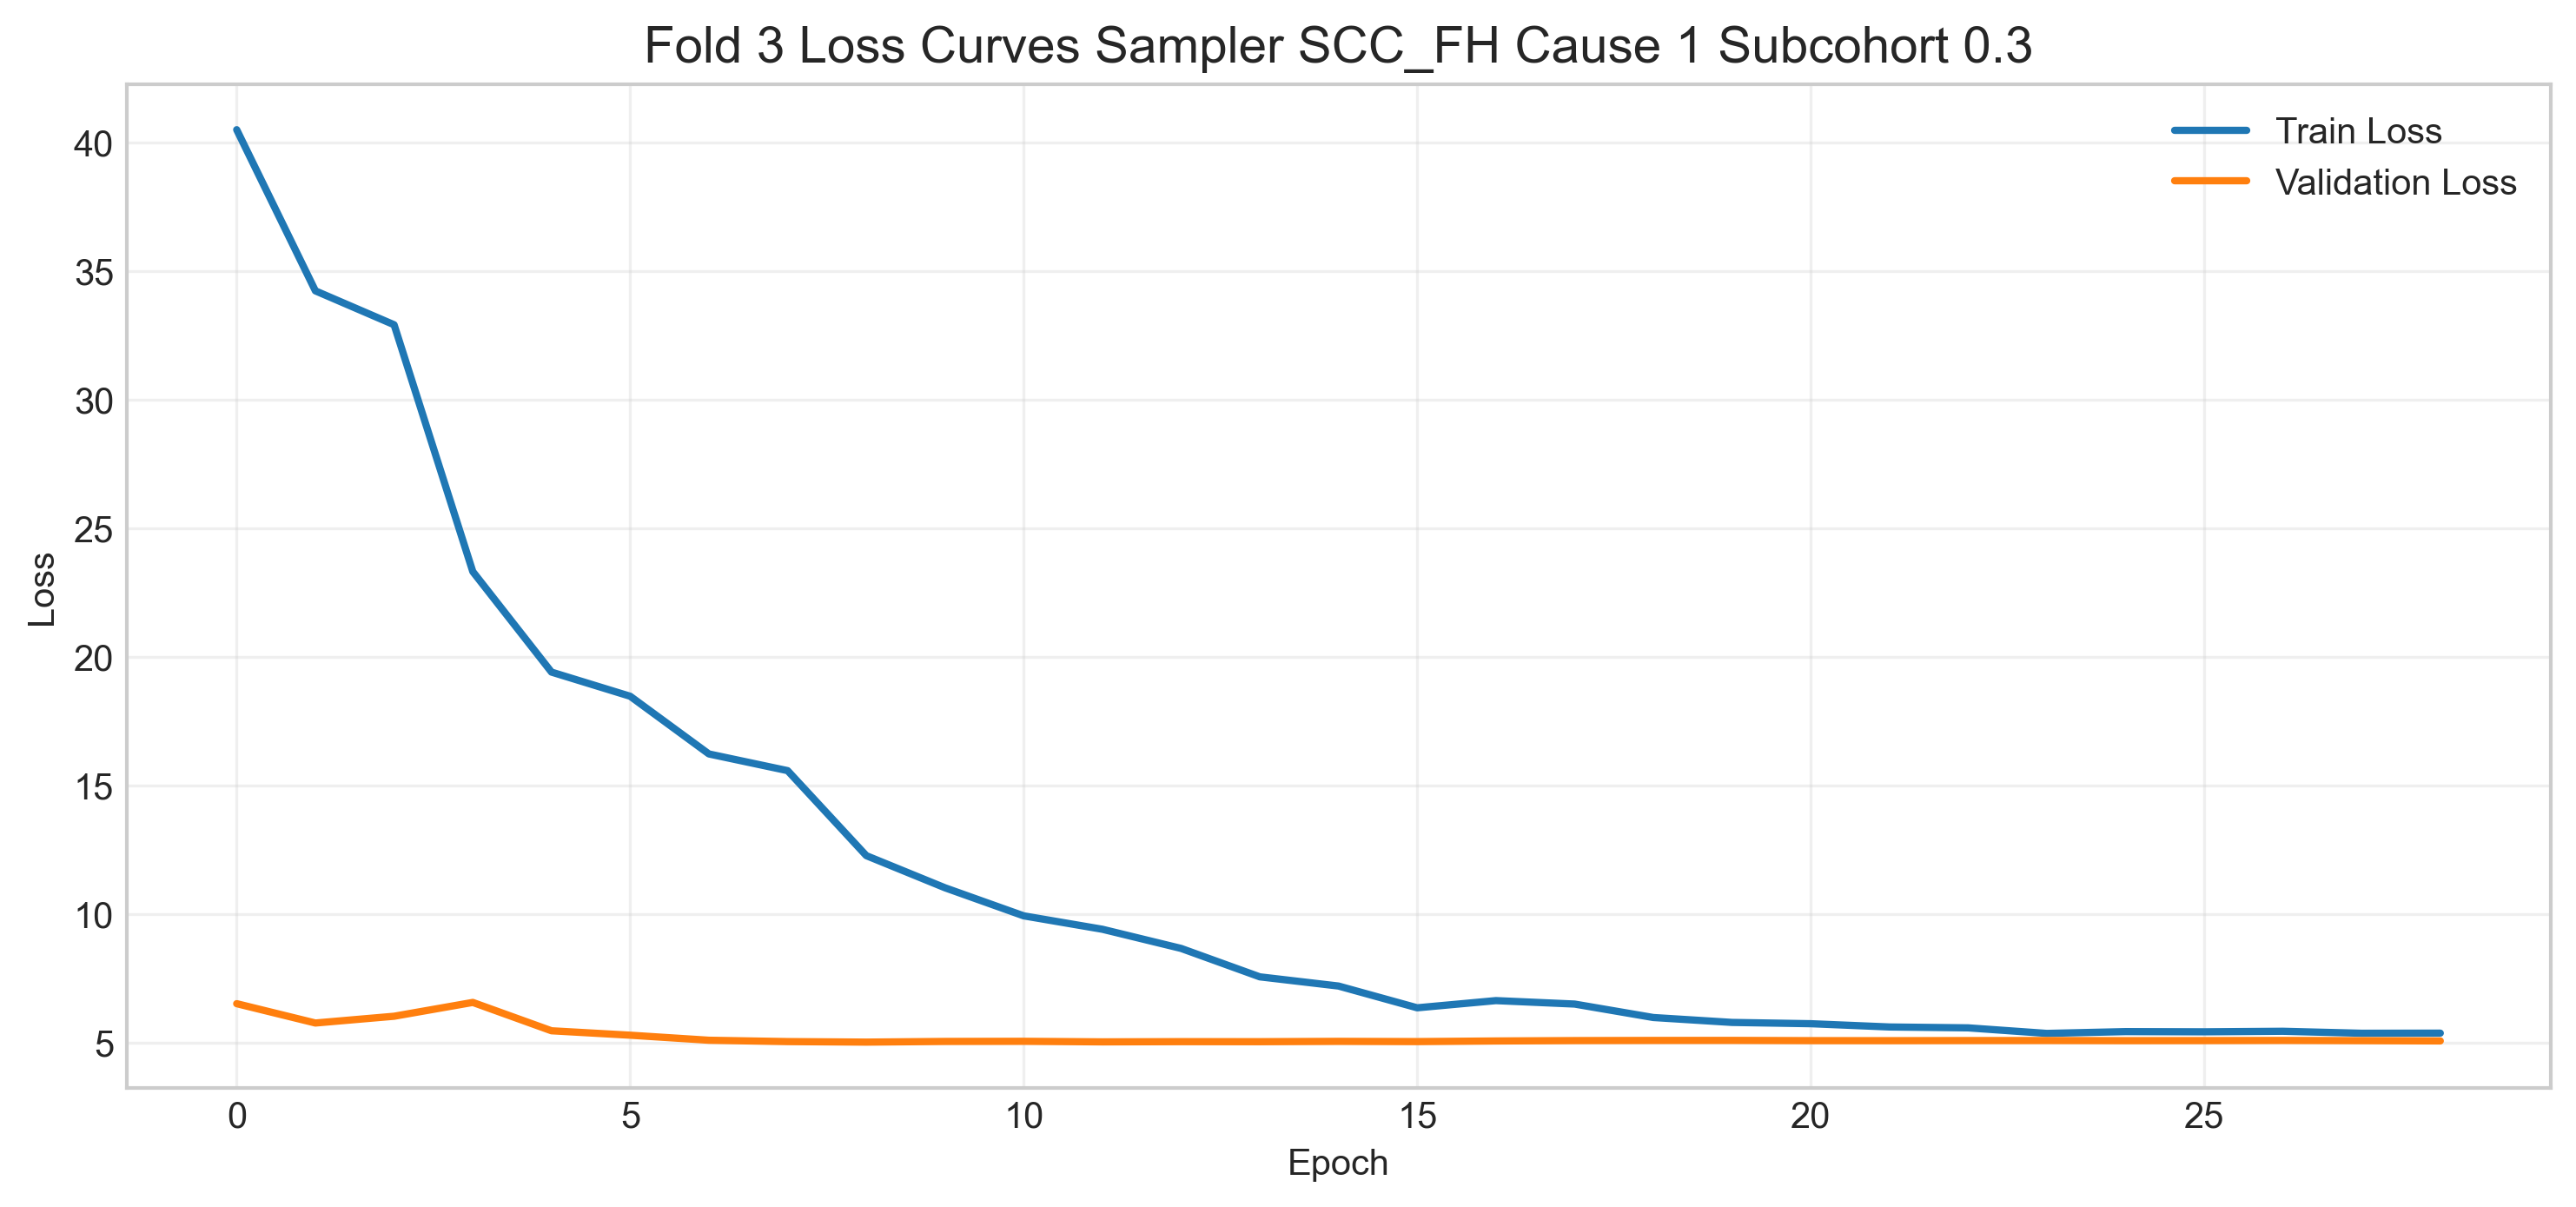 Fold 3 Loss Curves Sampler SCC_FH Cause 1 Subcohort 0.3
Train Loss
Validation Loss
40
35
30
25
20
15
10
5
Loss
0 5 10 15 20 25
Epoch